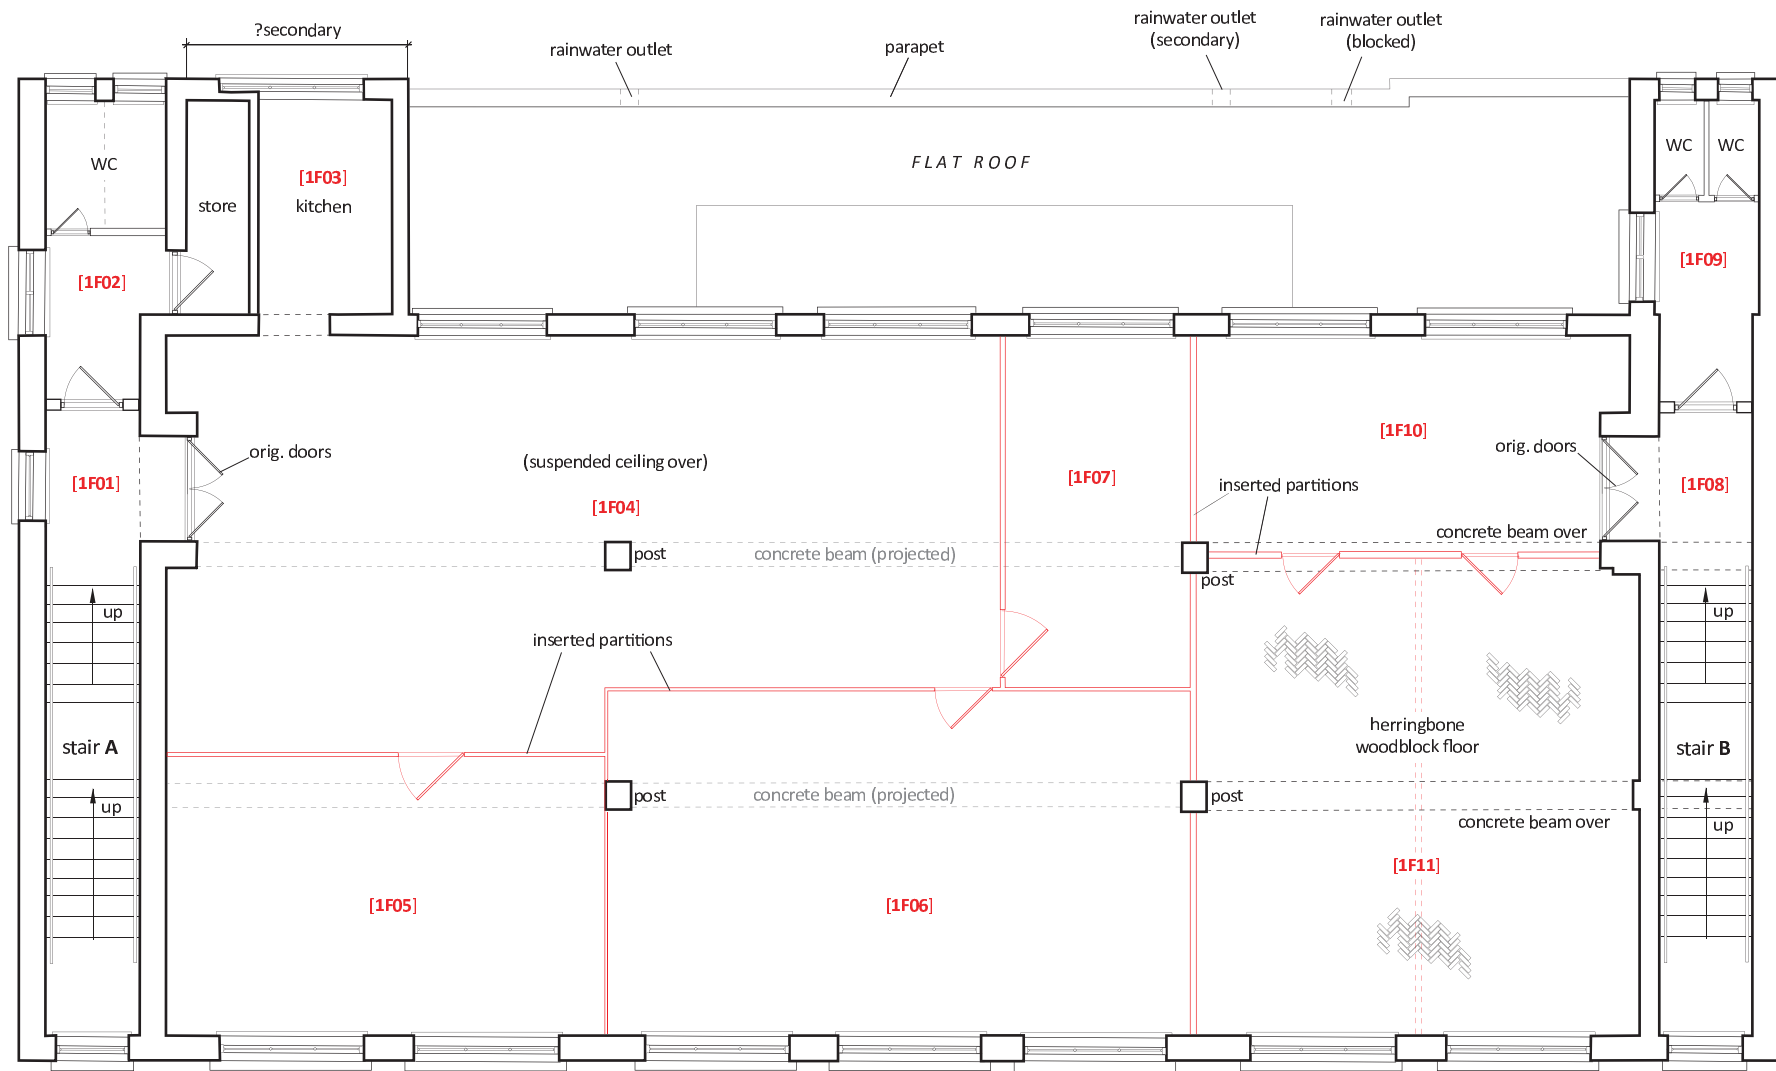 ?secondary
rainwater outlet
parapet
rainwater outlet
(secondary)
rainwater outlet
(blocked)
WC
store
[1F03]
kitchen
FLAT ROOF
WC
WC
[1F02]
[1F09]
[1F01]
orig. doors
(suspended ceiling over)
[1F04]
[1F07]
[1F10]
inserted partitions
orig. doors
[1F08]
concrete beam over
post
concrete beam (projected)
post
up
inserted partitions
up
herringbone
woodblock floor
stair A
stair B
up
post
concrete beam (projected)
post
concrete beam over
up
[1F05]
[1F06]
[1F11]